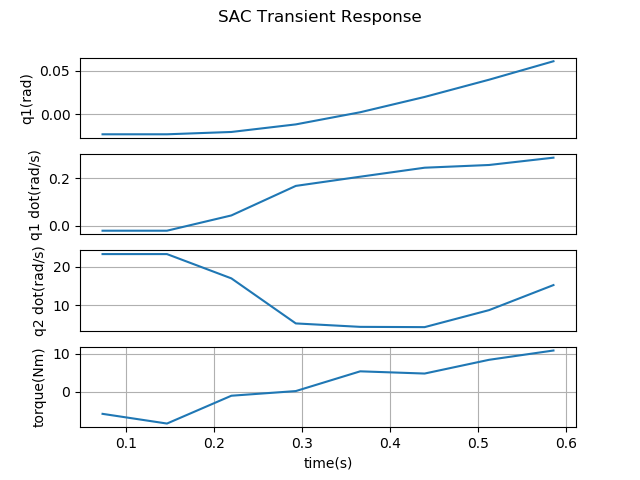 SAC Transient Response
q1(rad)
0.05
0.00
q1 dot(rad/s)
0.2
0.0
q2 dot(rad/s)
20
10
torque(Nm)
10
0
0.1 0.2 0.3 0.4 0.5 0.6
time(s)